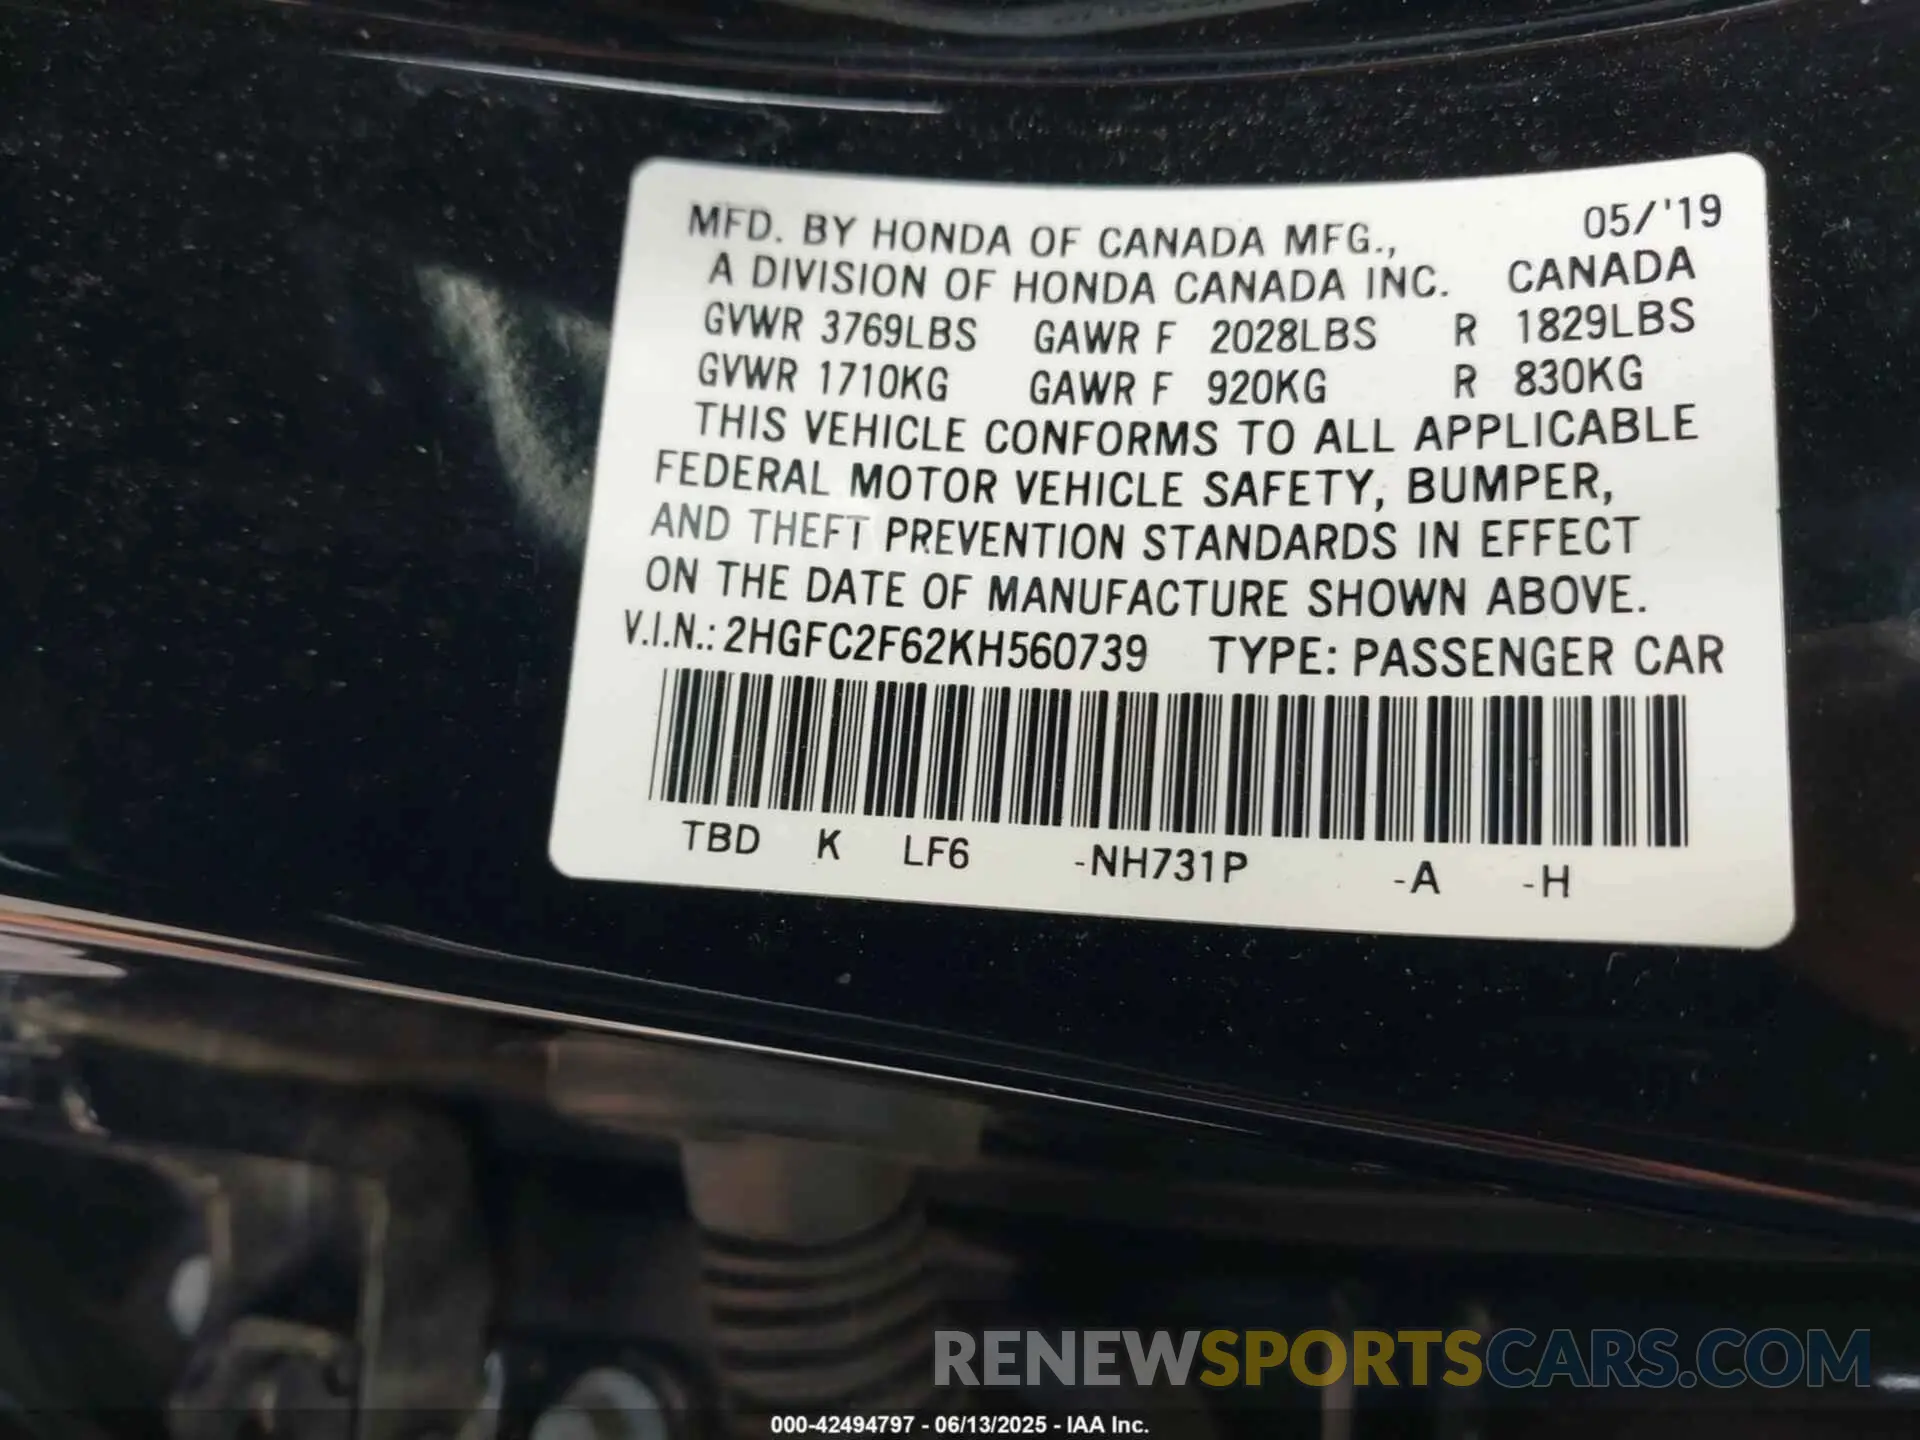 MFD. BY HONDA OF CANADA MFG., 05/'19
A DIVISION OF HONDA CANADA INC. CANADA
GVWR 3769LBS GAWR F 2028LBS R 1829LBS
GVWR 1710KG GAWR F 920KG R 830KG
THIS VEHICLE CONFORMS TO ALL APPLICABLE
FEDERAL MOTOR VEHICLE SAFETY, BUMPER,
AND THEFT PREVENTION STANDARDS IN EFFECT
ON THE DATE OF MANUFACTURE SHOWN ABOVE.
V.I.N.: 2HGFC2F62KH560739 TYPE: PASSENGER CAR
TBD K LF6 -NH731P -A -H
RENEWSPORTSCARS.COM
000-42494797 - 06/13/2025 - IAA Inc.